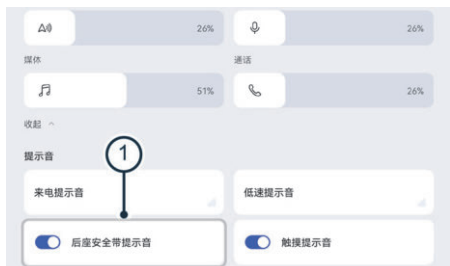 26% 26%
媒体 通话
51% 26%
收起
提示音
1
来电提示音 低速提示音
后座安全带提示音 触摸提示音